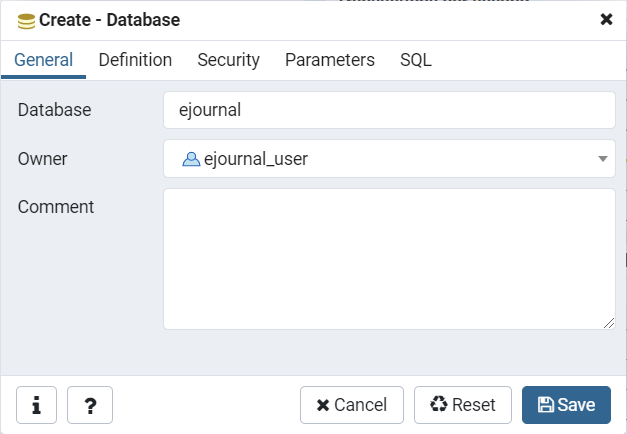 Create - Database
General Definition Security Parameters SQL
Database ejournal
Owner ejournal_user
Comment
i ? Cancel Reset Save